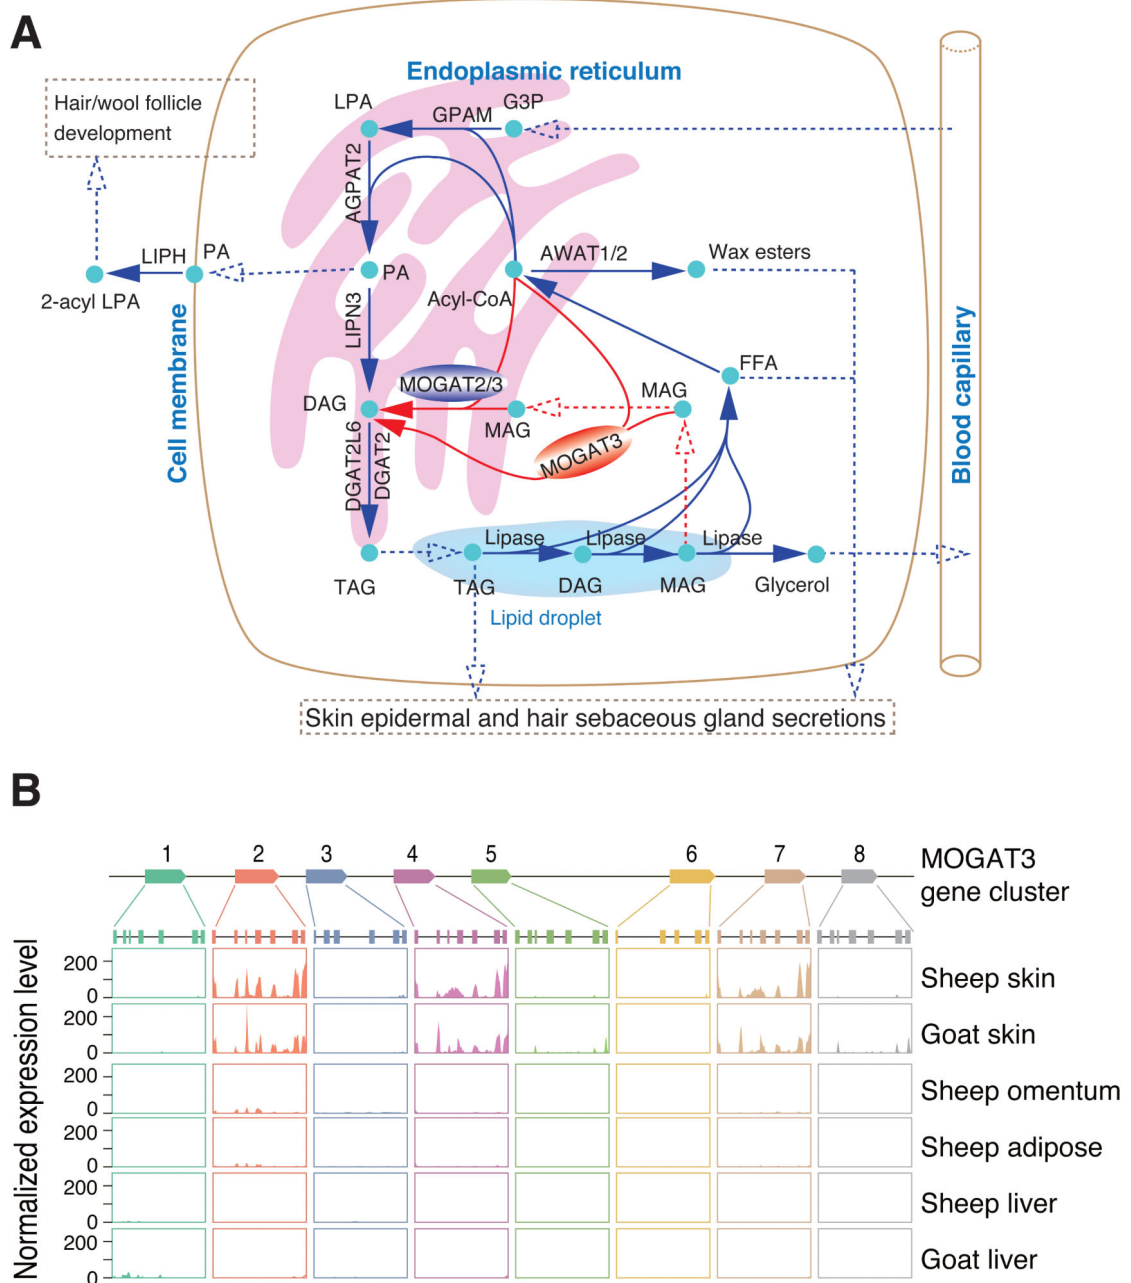 A
Endoplasmic reticulum
Hair/wool follicle
development
LPA
GPAM
G3P
AGPAT2
LIPH
PA
PA
2-acyl LPA
AWAT1/2
Wax esters
Acyl-CoA
LIPN3
Cell membrane
Blood capillary
FFA
MOGAT2/3
DAG
MAG
MAG
MOGAT3
DGAT2L6
DGAT2
Lipase
Lipase
Lipase
TAG
TAG
DAG
MAG
Glycerol
Lipid droplet
Skin epidermal and hair sebaceous gland secretions
B
1 2 3 4 5 6 7 8
MOGAT3
gene cluster
Normalized expression level
200
0
Sheep skin
200
0
Goat skin
200
0
Sheep omentum
200
0
Sheep adipose
200
0
Sheep liver
200
0
Goat liver